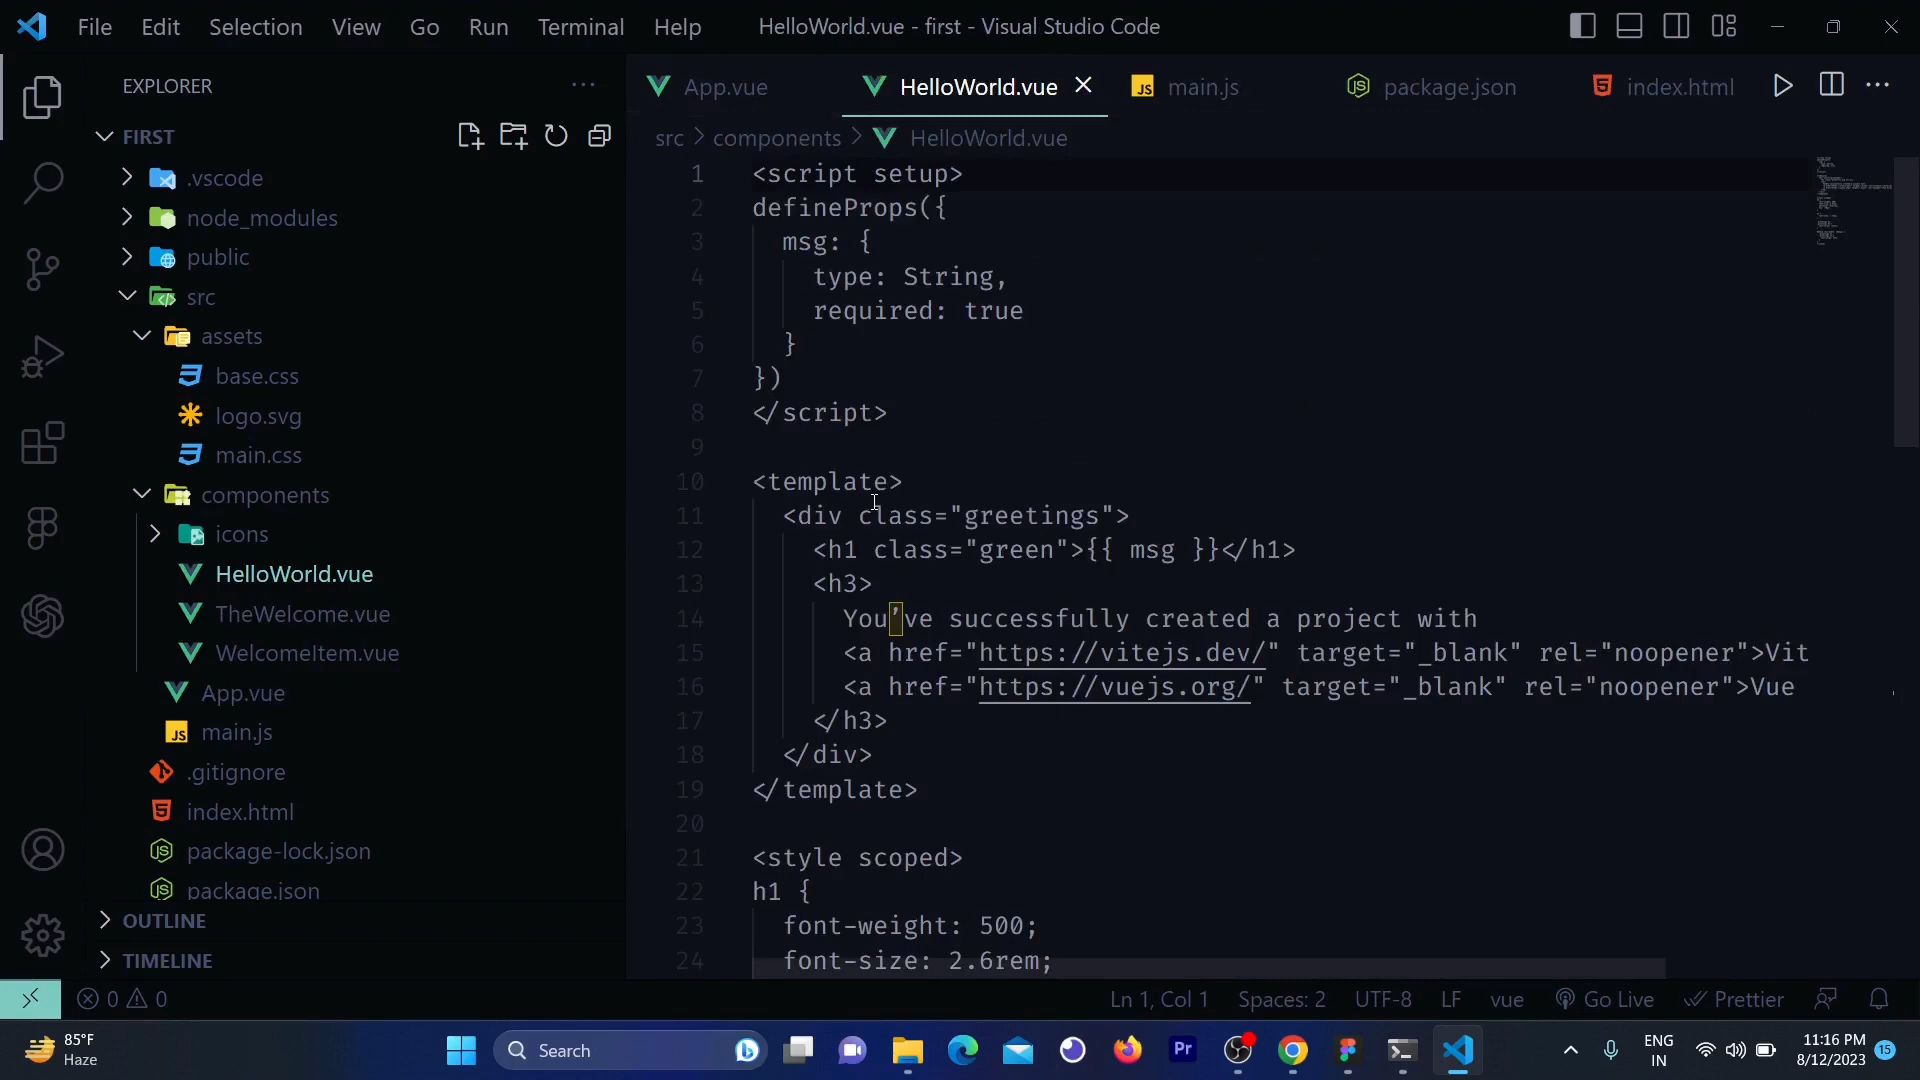 File Edit Selection View Go Run Terminal Help HelloWorld.vue - first - Visual Studio Code
EXPLORER
FIRST
.vscode
node_modules
public
src
assets
base.css
logo.svg
main.css
components
icons
HelloWorld.vue
TheWelcome.vue
WelcomeItem.vue
App.vue
JS main.js
.gitignore
index.html
package-lock.json
package.json
OUTLINE
TIMELINE
App.vue HelloWorld.vue JS main.js package.json index.html
src > components > HelloWorld.vue
1 <script setup>
2 defineProps({
3 msg: {
4 type: String,
5 required: true
6 }
7 })
8 </script>
9
10 <template>
11 <div class="greetings">
12 <h1 class="green">{{ msg }}</h1>
13 <h3>
14 You’ve successfully created a project with
15 <a href="https://vitejs.dev/" target="_blank" rel="noopener">Vit
16 <a href="https://vuejs.org/" target="_blank" rel="noopener">Vue
17 </h3>
18 </div>
19 </template>
20
21 <style scoped>
22 h1 {
23 font-weight: 500;
24 font-size: 2.6rem;
0 0 Ln 1, Col 1 Spaces: 2 UTF-8 LF vue Go Live Prettier
85°F
Haze
Search
Pr
ENG
IN
11:16 PM
8/12/2023
15